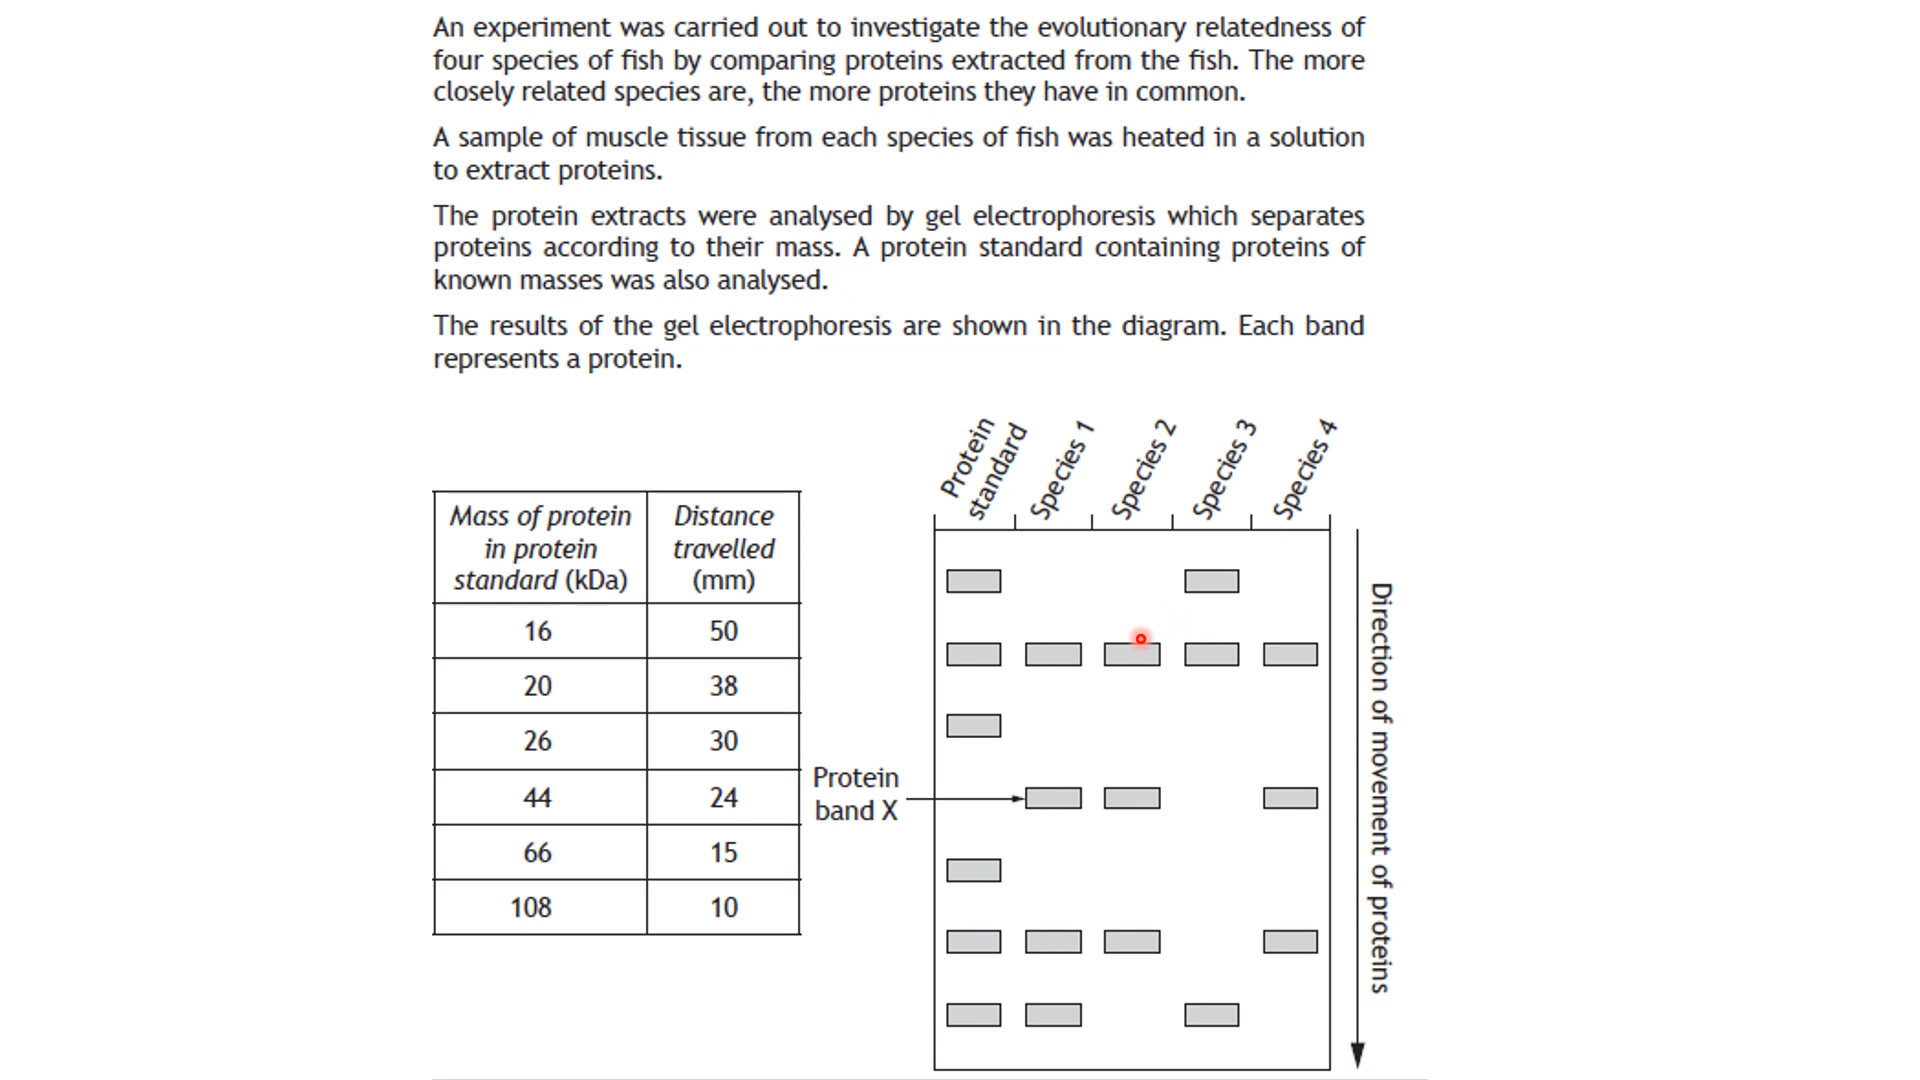 An experiment was carried out to investigate the evolutionary relatedness of
four species of fish by comparing proteins extracted from the fish. The more
closely related species are, the more proteins they have in common.
A sample of muscle tissue from each species of fish was heated in a solution
to extract proteins.
The protein extracts were analysed by gel electrophoresis which separates
proteins according to their mass. A protein standard containing proteins of
known masses was also analysed.
The results of the gel electrophoresis are shown in the diagram. Each band
represents a protein.
Mass of protein
in protein
standard (kDa)
Distance
travelled
(mm)
16 50
20 38
26 30
44 24
66 15
108 10
Protein
standard
Species 1
Species 2
Species 3
Species 4
Protein
band X
Direction of movement of proteins